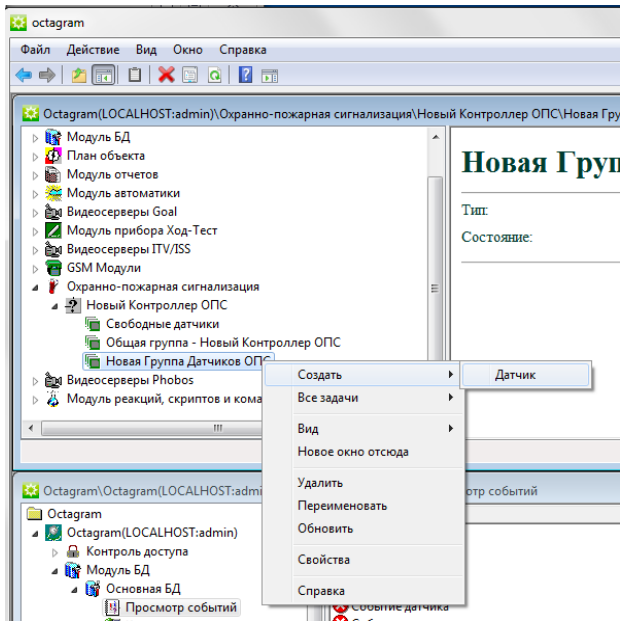 octagram
Файл Действие Вид Окно Справка
Octagram(LOCALHOST:admin)\Охранно-пожарная сигнализация\Новый Контроллер ОПС\Новая Гру
Модуль БД
План объекта
Модуль отчетов
Модуль автоматики
Видеосерверы Goal
Модуль прибора Ход-Тест
Видеосерверы ITV/ISS
GSM Модули
Охранно-пожарная сигнализация
Новый Контроллер ОПС
Свободные датчики
Общая группа - Новый Контроллер ОПС
Новая Группа Датчиков ОПС
Видеосерверы Phobos
Модуль реакций, скриптов и кома
Новая Груп
Тип:
Состояние:
Создать
Датчик
Все задачи
Вид
Новое окно отсюда
Удалить
Переименовать
Обновить
Свойства
Справка
Octagram\Octagram(LOCALHOST:admi
отр событий
Octagram
Octagram(LOCALHOST:admin)
Контроль доступа
Модуль БД
Основная БД
Просмотр событий
Событие датчика